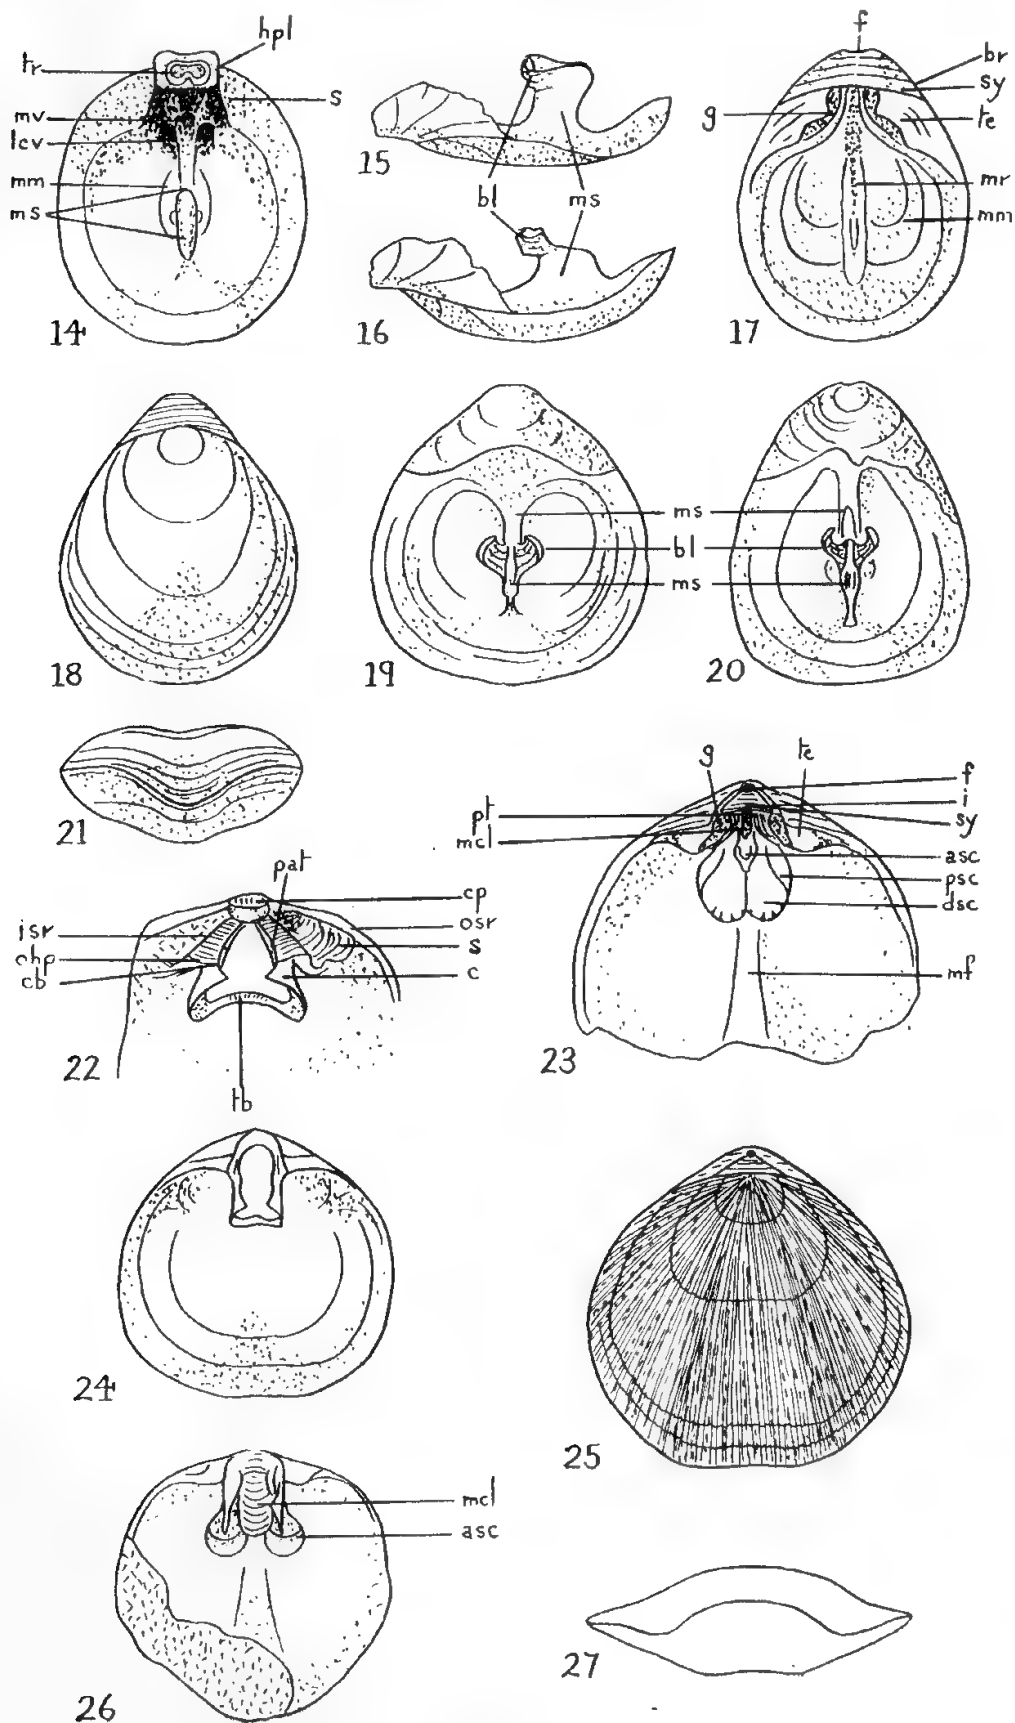 hpl
tr
s
mv
lcv
mm
ms
14
15
bl
ms
16
f
br
sy
g
te
mr
mm
17
18
19
ms
bl
ms
20
21
g
te
f
i
pt
sy
mcl
asc
psc
dsc
mf
23
pat
cp
osr
isr
s
ohp
cb
c
22
tb
24
25
mcl
asc
26
27